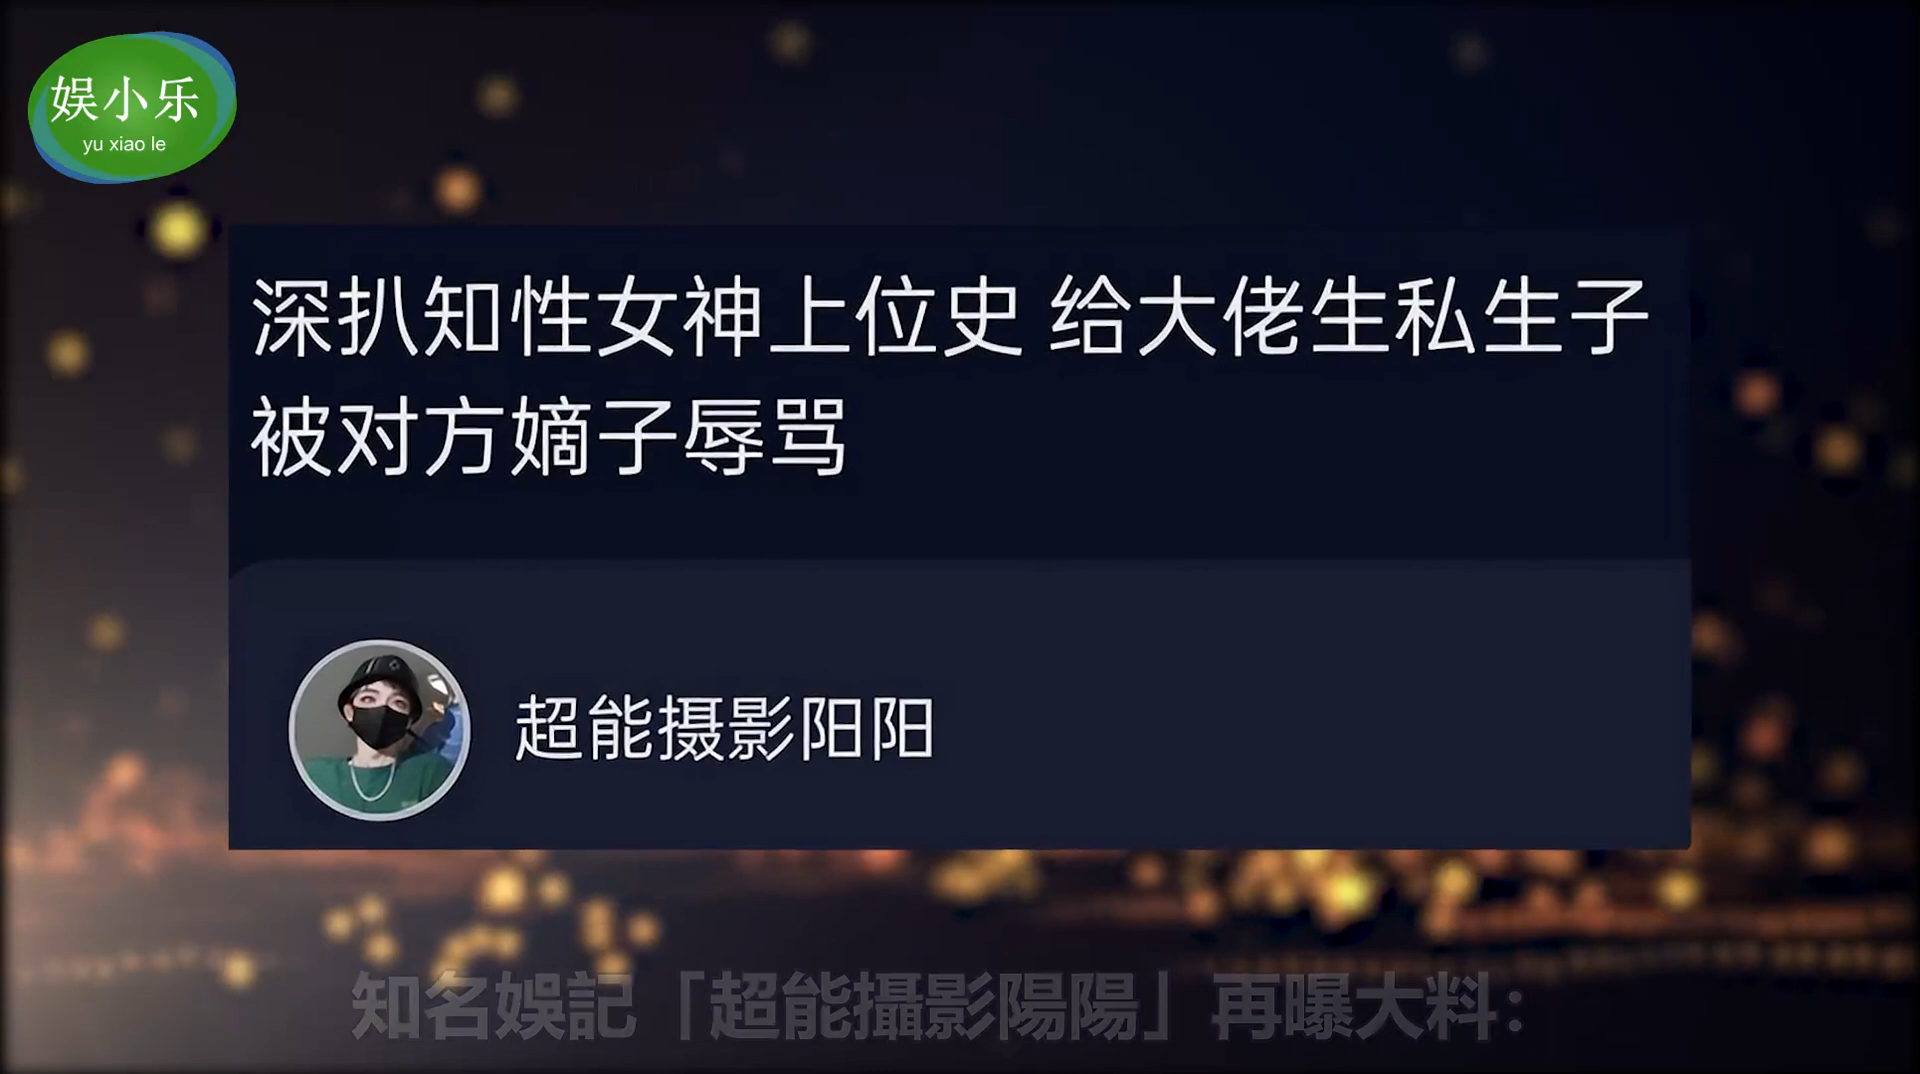 娱小乐
yu xiao le
深扒知性女神上位史 给大佬生私生子
被对方嫡子辱骂
超能摄影阳阳
知名娛記「超能攝影陽陽」再曝大料：